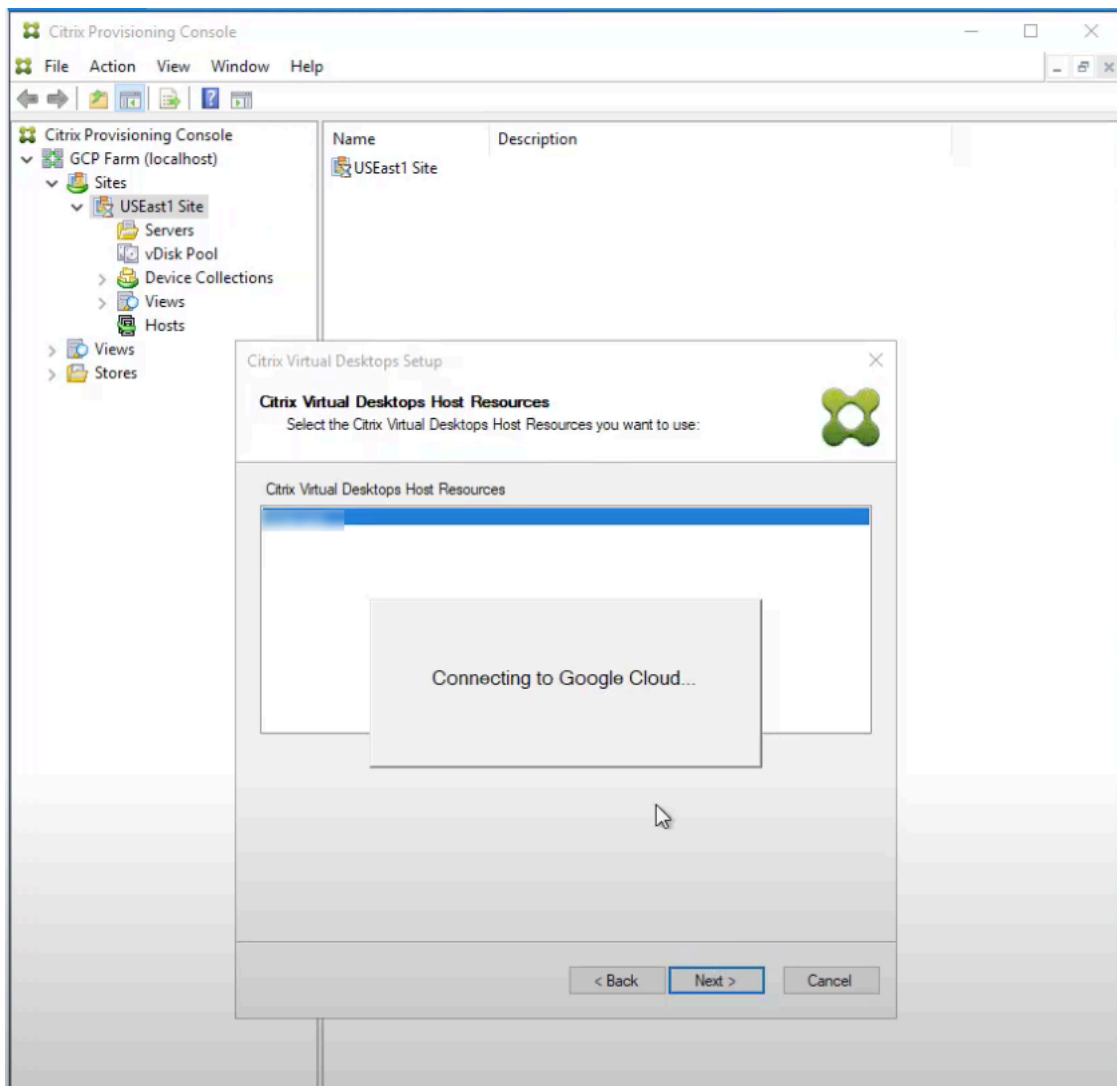 Citrix Provisioning Console
File Action View Window Help
Citrix Provisioning Console
GCP Farm (localhost)
Sites
USEast1 Site
Servers
vDisk Pool
Device Collections
Views
Hosts
Views
Stores
Name Description
USEast1 Site
Citrix Virtual Desktops Setup
Citrix Virtual Desktops Host Resources
Select the Citrix Virtual Desktops Host Resources you want to use:
Citrix Virtual Desktops Host Resources
Connecting to Google Cloud...
< Back Next > Cancel